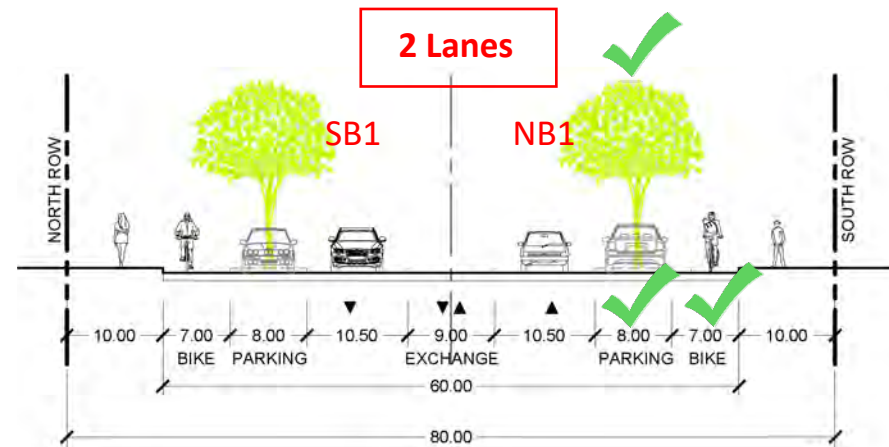 2 Lanes
SB1
NB1
NORTH ROW
SOUTH ROW
10.00 7.00 8.00 10.50 9.00 10.50 8.00 7.00 10.00
BIKE PARKING EXCHANGE PARKING BIKE
60.00
80.00